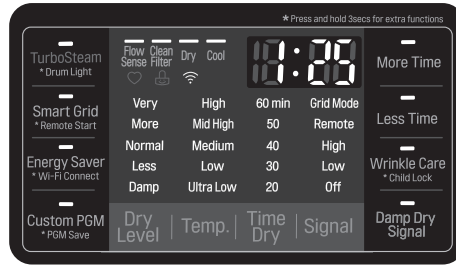 * Press and hold 3secs for extra functions
TurboSteam
* Drum Light
Flow Sense
Clean Filter
Dry
Cool
1:25
More Time
Smart Grid
* Remote Start
Very High 60 min Grid Mode
More Mid High 50 Remote
Less Time
Energy Saver
* Wi-Fi Connect
Normal Medium 40 High
Less Low 30 Low
Damp Ultra Low 20 Off
Wrinkle Care
* Child Lock
Custom PGM
* PGM Save
Dry Level | Temp. | Time Dry | Signal
Damp Dry
Signal